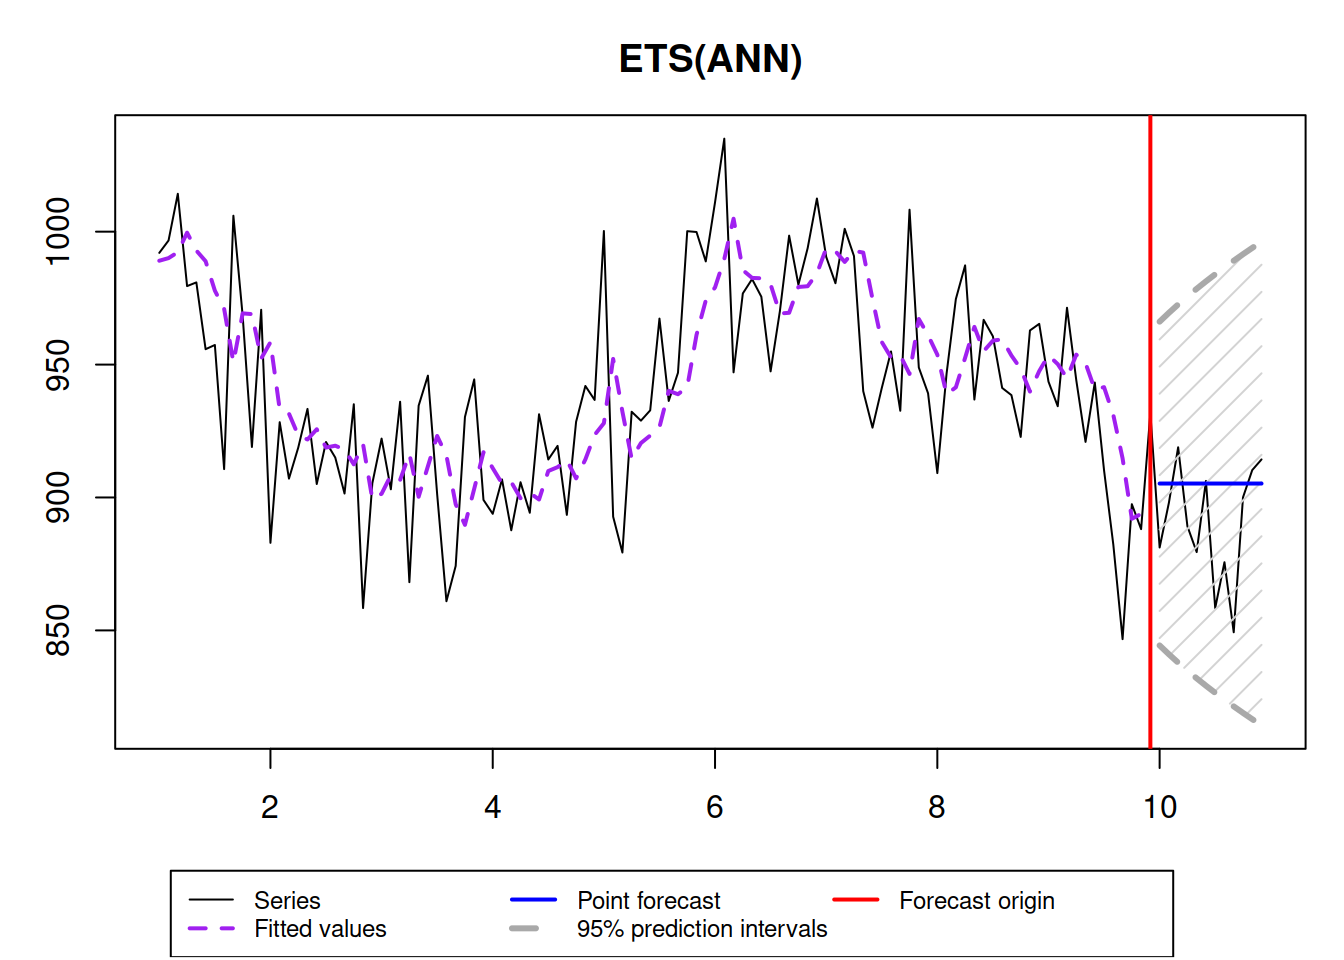 ETS(ANN)
1000
950
900
850
2 4 6 8 10
Series Point forecast Forecast origin
Fitted values 95% prediction intervals